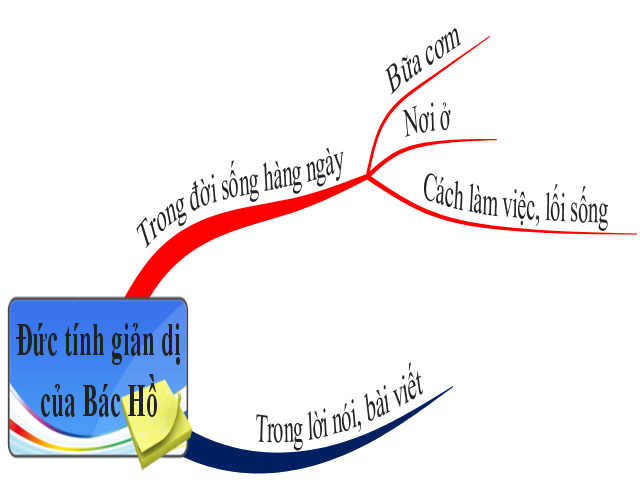 Đức tính giản dị
của Bác Hồ
Trong đời sống hàng ngày
Bữa cơm
Nơi ở
Cách làm việc, lối sống
Trong lời nói, bài viết